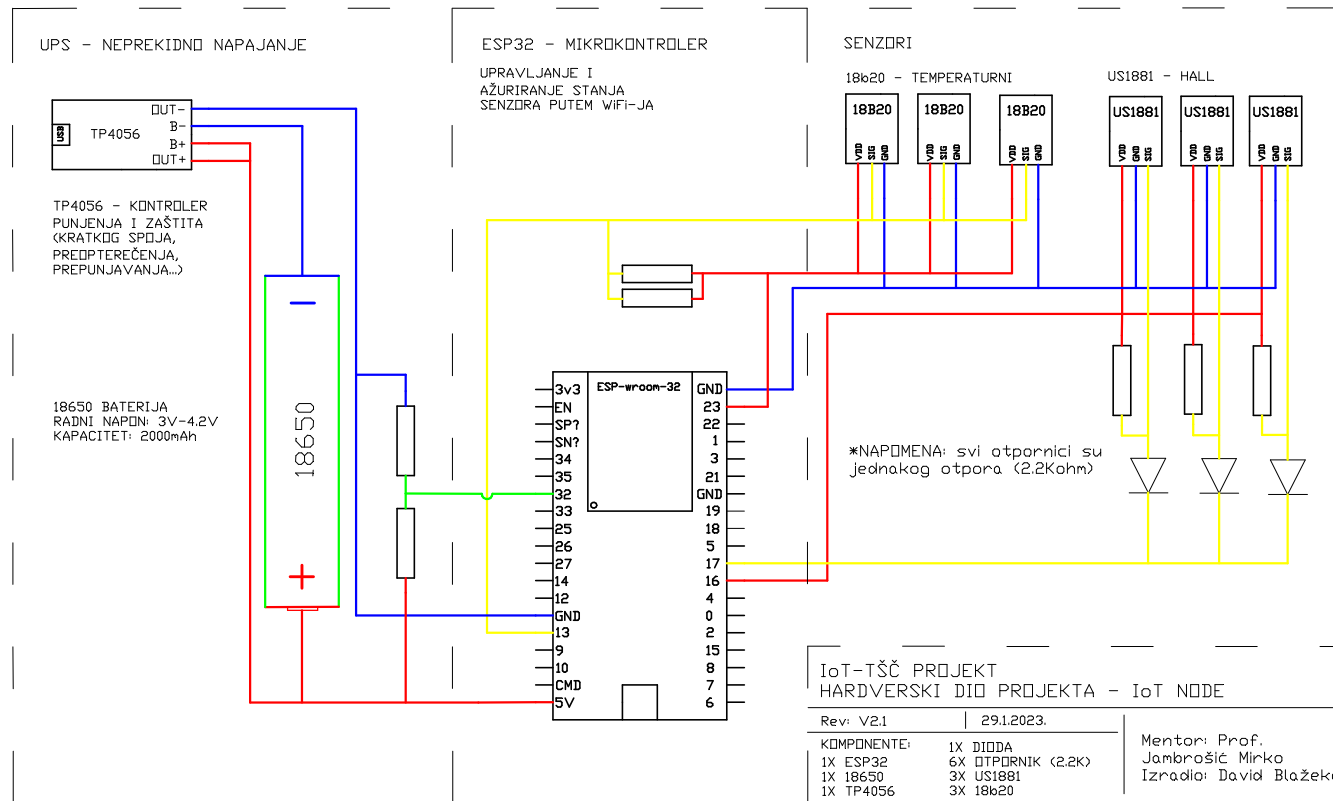 UPS - NEPREKIDNO NAPAJANJE
OUT-
B-
B+
OUT+
USB
TP4056
TP4056 - KONTROLER
PUNJENJA I ZAŠTITA
(KRATKOG SPOJA,
PREOPTEREČENJA,
PREPUNJAVANJA...)
18650 BATERIJA
RADNI NAPON: 3V-4.2V
KAPACITET: 2000mAh
18650
ESP32 - MIKROKONTROLER
UPRAVLJANJE I
AŽURIRANJE STANJA
SENZORA PUTEM WiFi-JA
ESP-wroom-32
3v3
EN
SP?
SN?
34
35
32
33
25
26
27
14
12
GND
13
9
10
CMD
5V
GND
23
22
1
3
21
GND
19
18
5
17
16
4
0
2
15
8
7
6
SENZORI
18b20 - TEMPERATURNI
18B20
VDD SIG GND
18B20
VDD SIG GND
18B20
VDD SIG GND
US1881 - HALL
US1881
VDD GND SIG
US1881
VDD GND SIG
US1881
VDD GND SIG
*NAPOMENA: svi otpornici su
jednakog otpora (2.2Kohm)
IoT-TŠČ PROJEKT
HARDVERSKI DIO PROJEKTA - IoT NODE
Rev: V2.1
29.1.2023.
KOMPONENTE:
1X ESP32
1X 18650
1X TP4056
1X DIODA
6X OTPORNIK (2.2K)
3X US1881
3X 18b20
Mentor: Prof.
Jambrošić Mirko
Izradio: David Blažeka